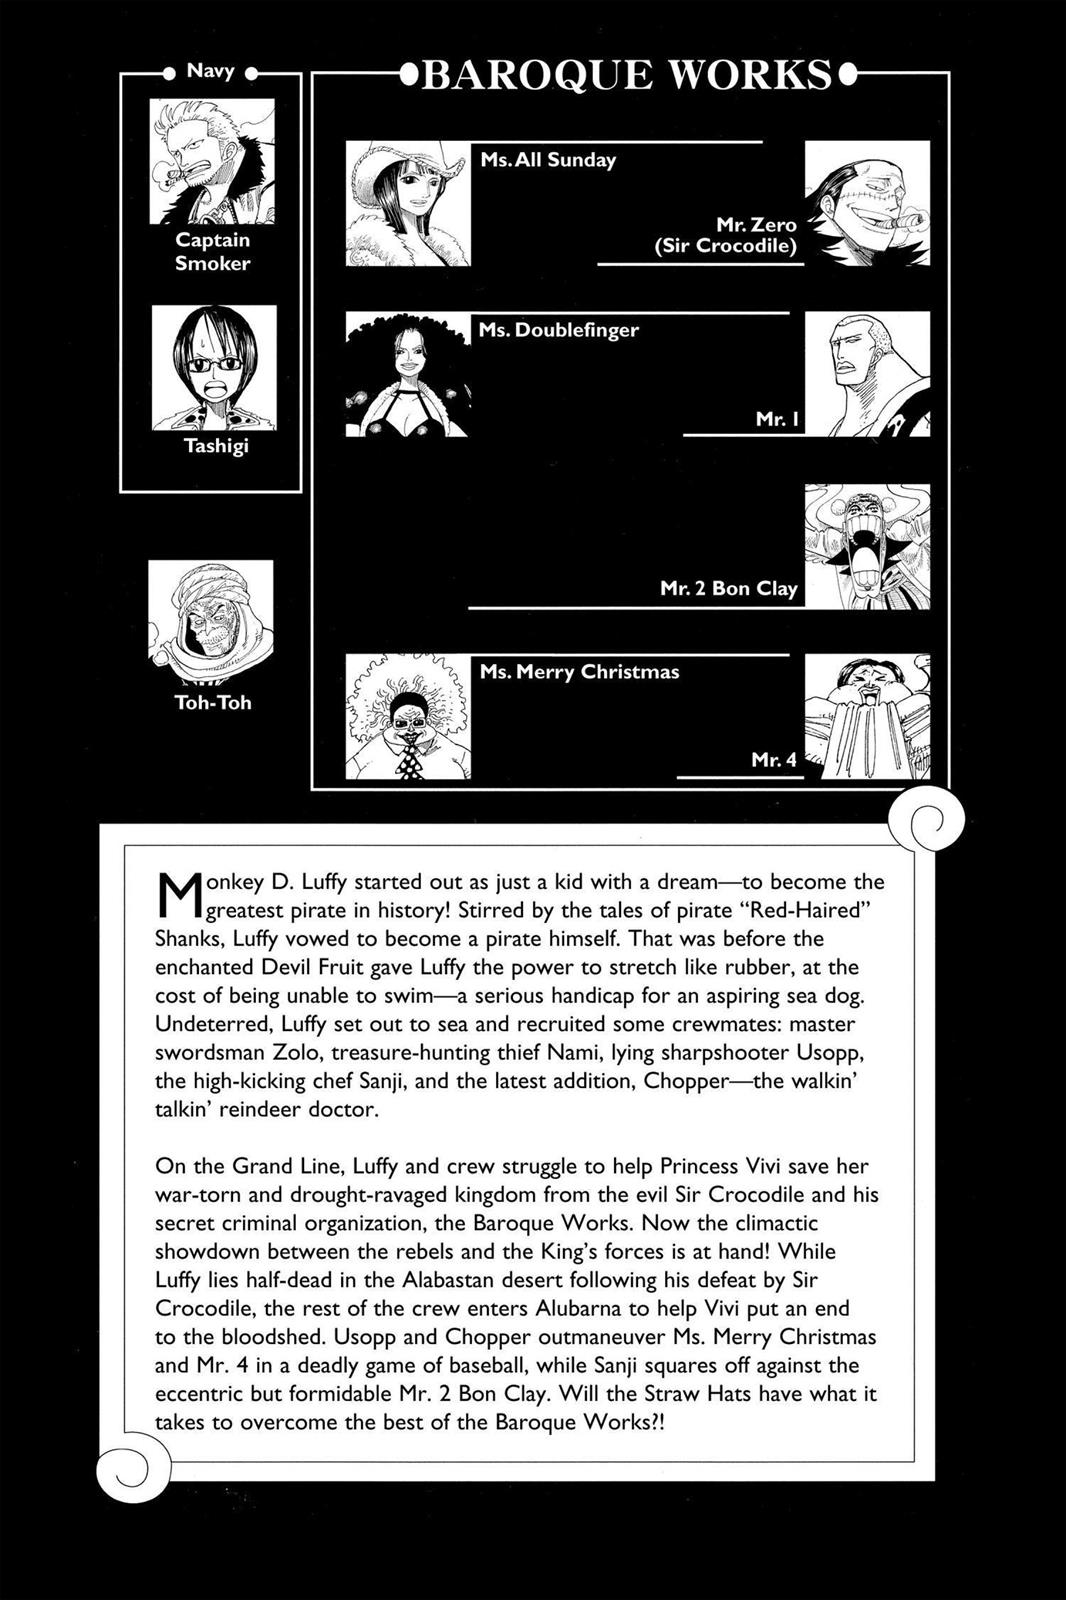 Navy
Captain
Smoker
Tashigi
Toh-Toh
BAROQUE WORKS
Ms. All Sunday
Mr. Zero
(Sir Crocodile)
Ms. Doublefinger
Mr. 1
Mr. 2 Bon Clay
Ms. Merry Christmas
Mr. 4
Monkey D. Luffy started out as just a kid with a dream—to become the
greatest pirate in history! Stirred by the tales of pirate “Red-Haired”
Shanks, Luffy vowed to become a pirate himself. That was before the
enchanted Devil Fruit gave Luffy the power to stretch like rubber, at the
cost of being unable to swim—a serious handicap for an aspiring sea dog.
Undeterred, Luffy set out to sea and recruited some crewmates: master
swordsman Zolo, treasure-hunting thief Nami, lying sharpshooter Usopp,
the high-kicking chef Sanji, and the latest addition, Chopper—the walkin’
talkin’ reindeer doctor.
On the Grand Line, Luffy and crew struggle to help Princess Vivi save her
war-torn and drought-ravaged kingdom from the evil Sir Crocodile and his
secret criminal organization, the Baroque Works. Now the climactic
showdown between the rebels and the King’s forces is at hand! While
Luffy lies half-dead in the Alabastan desert following his defeat by Sir
Crocodile, the rest of the crew enters Alubarna to help Vivi put an end
to the bloodshed. Usopp and Chopper outmaneuver Ms. Merry Christmas
and Mr. 4 in a deadly game of baseball, while Sanji squares off against the
eccentric but formidable Mr. 2 Bon Clay. Will the Straw Hats have what it
takes to overcome the best of the Baroque Works?!